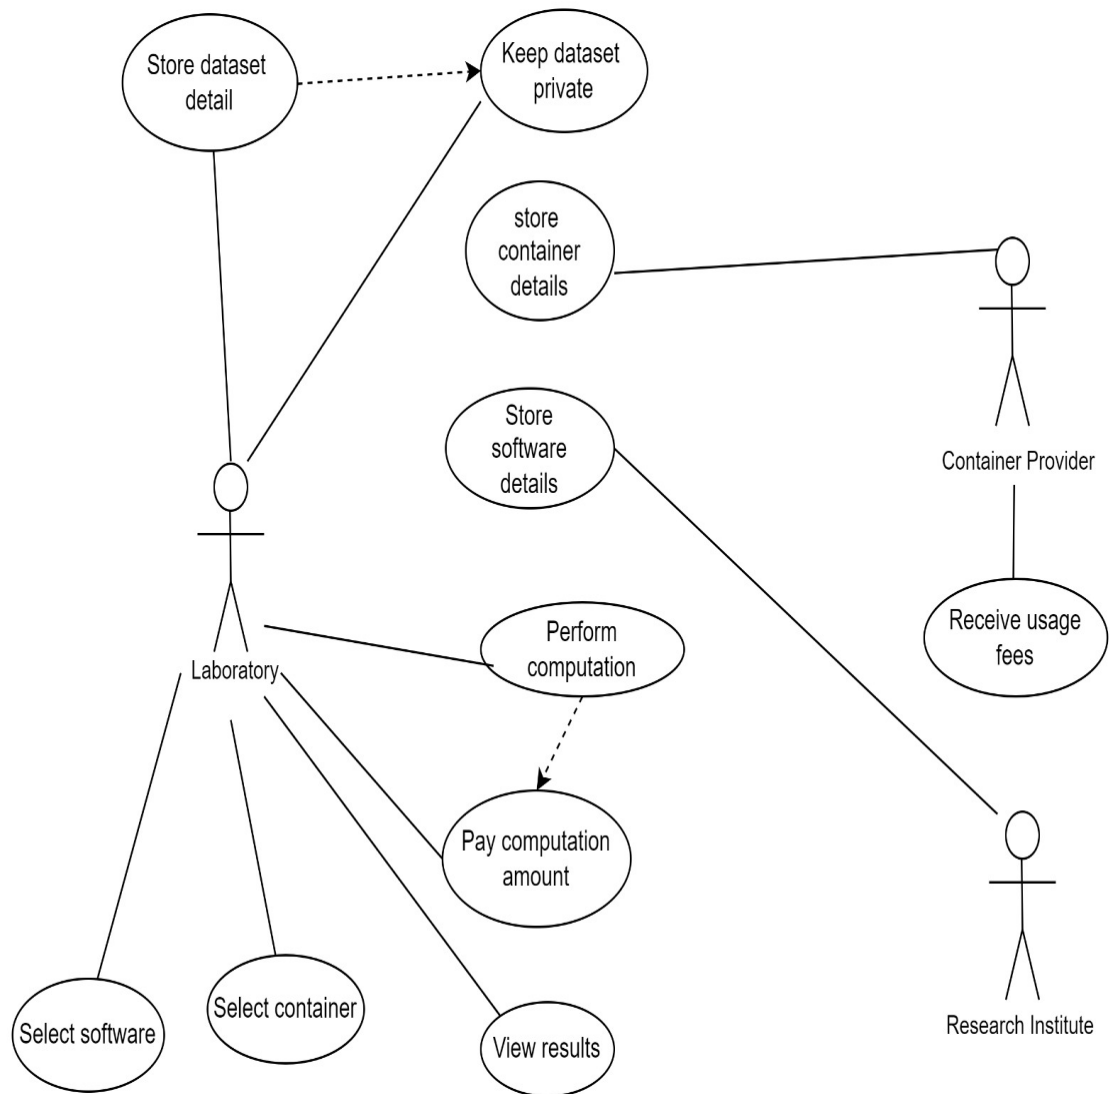 Store dataset
detail
Keep dataset
private
store
container
details
Store
software
details
Container Provider
Perform
computation
Receive usage
fees
Laboratory
Pay computation
amount
Select software
Select container
View results
Research Institute